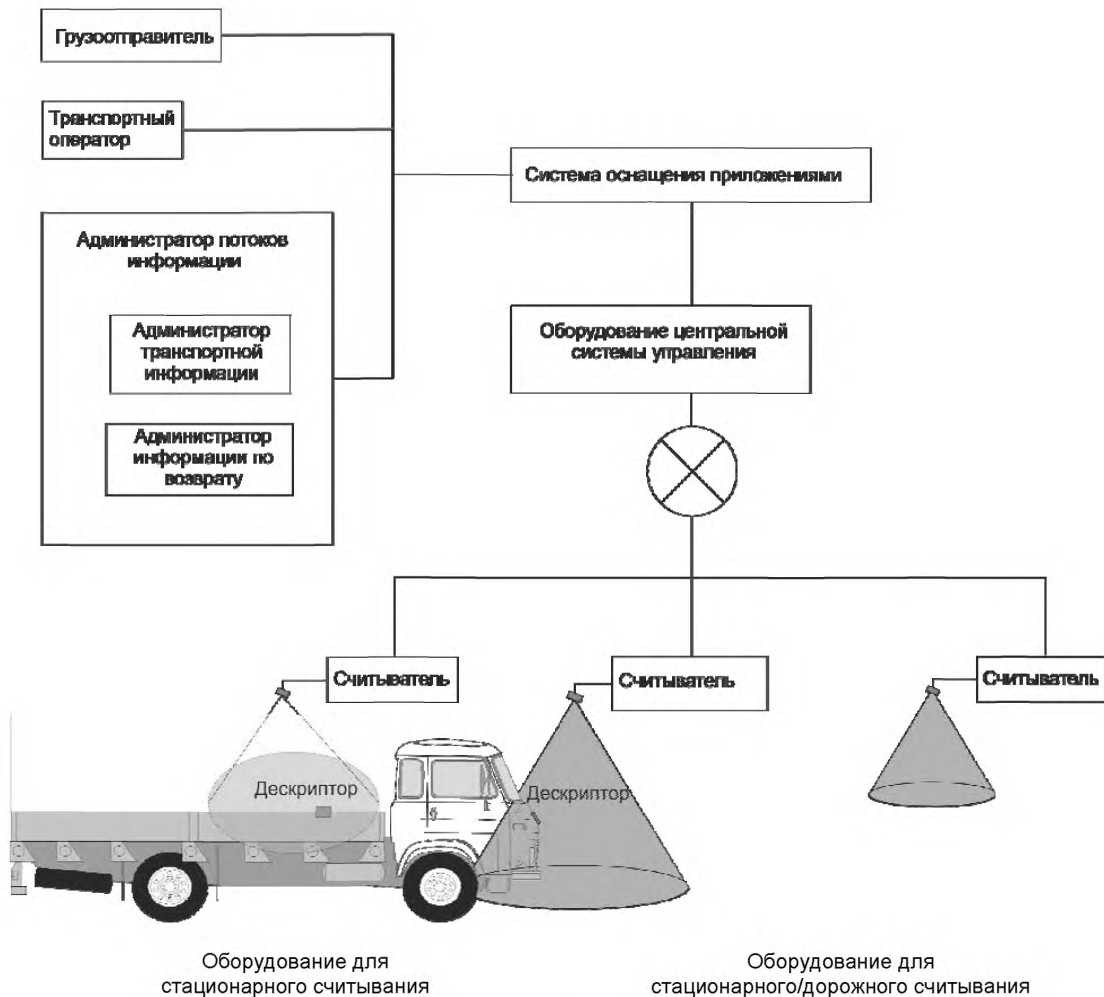 Грузоотправитель
Транспортный
оператор
Система оснащения приложениями
Администратор потоков
информации
Администратор
транспортной
информации
Администратор
информации по
возврату
Оборудование центральной
системы управления
Считыватель
Считыватель
Считыватель
Дескриптор
Дескриптор
Оборудование для
стационарного считывания
Оборудование для
стационарного/дорожного считывания